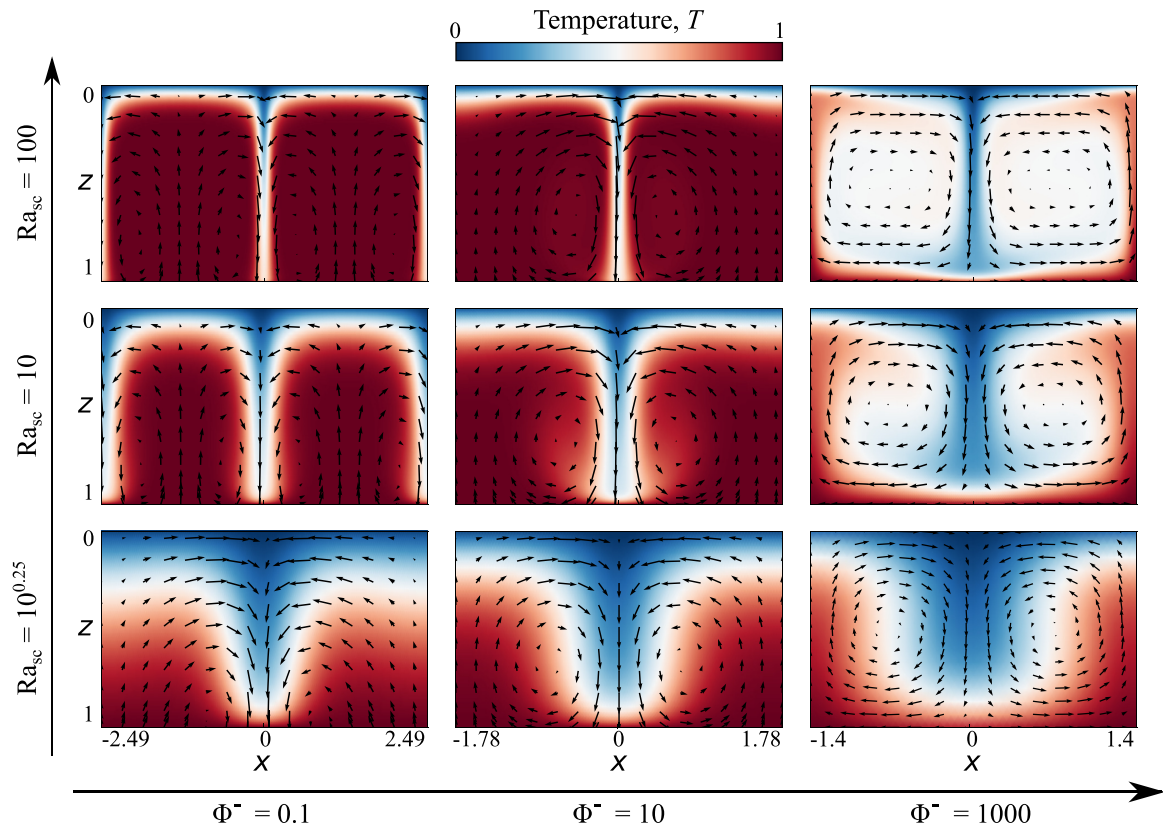 Temperature, T
0 1
Ra_sc = 100
0
z
1
Ra_sc = 10
0
z
1
Ra_sc = 10^0.25
0
z
1
-2.49 0 2.49
x
-1.78 0 1.78
x
-1.4 0 1.4
x
Φ⁻ = 0.1
Φ⁻ = 10
Φ⁻ = 1000